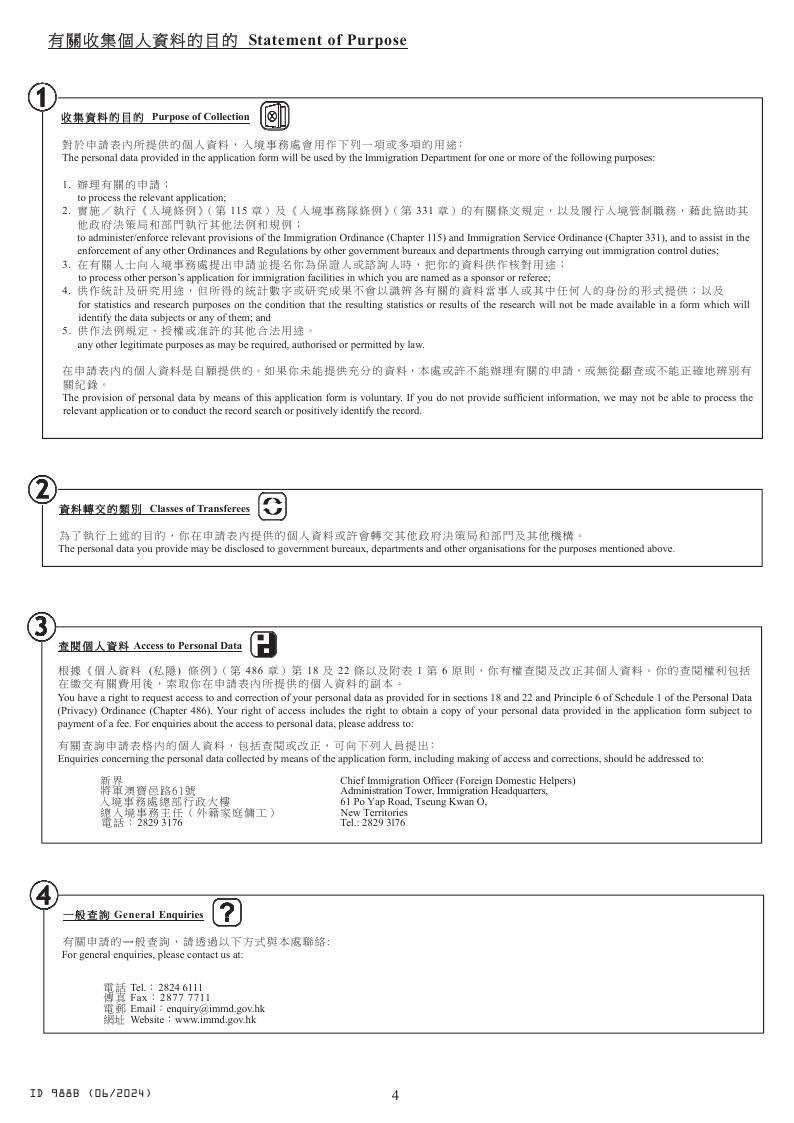 有關收集個人資料的目的 Statement of Purpose
1
收集資料的目的 Purpose of Collection
對於申請表內所提供的個人資料，入境事務處會用作下列一項或多項的用途:
The personal data provided in the application form will be used by the Immigration Department for one or more of the following purposes:
1. 辦理有關的申請；
to process the relevant application;
2. 實施／執行《入境條例》（第 115 章）及《入境事務隊條例》（第 331 章）的有關條文規定，以及履行入境管制職務，藉此協助其
他政府決策局和部門執行其他法例和規例；
to administer/enforce relevant provisions of the Immigration Ordinance (Chapter 115) and Immigration Service Ordinance (Chapter 331), and to assist in the
enforcement of any other Ordinances and Regulations by other government bureaux and departments through carrying out immigration control duties;
3. 在有關人士向入境事務處提出申請並提名你為保證人或諮詢人時，把你的資料供作核對用途；
to process other person's application for immigration facilities in which you are named as a sponsor or referee;
4. 供作統計及研究用途，但所得的統計數字或研究成果不會以識辨各有關的資料當事人或其中任何人的身份的形式提供；以及
for statistics and research purposes on the condition that the resulting statistics or results of the research will not be made available in a form which will
identify the data subjects or any of them; and
5. 供作法例規定、授權或准許的其他合法用途。
any other legitimate purposes as may be required, authorised or permitted by law.
在申請表內的個人資料是自願提供的。如果你未能提供充分的資料，本處或許不能辦理有關的申請，或無從翻查或不能正確地辨別有
關紀錄。
The provision of personal data by means of this application form is voluntary. If you do not provide sufficient information, we may not be able to process the
relevant application or to conduct the record search or positively identify the record.
2
資料轉交的類別 Classes of Transferees
為了執行上述的目的，你在申請表內提供的個人資料或許會轉交其他政府決策局和部門及其他機構。
The personal data you provide may be disclosed to government bureaux, departments and other organisations for the purposes mentioned above.
3
查閱個人資料 Access to Personal Data
根據《個人資料 (私隱) 條例》（第 486 章）第 18 及 22 條以及附表 1 第 6 原則，你有權查閱及改正其個人資料。你的查閱權利包括
在繳交有關費用後，索取你在申請表內所提供的個人資料的副本。
You have a right to request access to and correction of your personal data as provided for in sections 18 and 22 and Principle 6 of Schedule 1 of the Personal Data
(Privacy) Ordinance (Chapter 486). Your right of access includes the right to obtain a copy of your personal data provided in the application form subject to
payment of a fee. For enquiries about the access to personal data, please address to:
有關查詢申請表格內的個人資料，包括查閱或改正，可向下列人員提出:
Enquiries concerning the personal data collected by means of the application form, including making of access and corrections, should be addressed to:
新界
將軍澳寶邑路61號
入境事務處總部行政大樓
總入境事務主任（外籍家庭傭工）
電話：2829 3176
Chief Immigration Officer (Foreign Domestic Helpers)
Administration Tower, Immigration Headquarters,
61 Po Yap Road, Tseung Kwan O,
New Territories
Tel.: 2829 3176
4
一般查詢 General Enquiries
?
有關申請的一般查詢，請透過以下方式與本處聯絡:
For general enquiries, please contact us at:
電話 Tel.：2824 6111
傳真 Fax：2877 7711
電郵 Email：enquiry@immd.gov.hk
網址 Website：www.immd.gov.hk
ID 988B (06/2024)
4